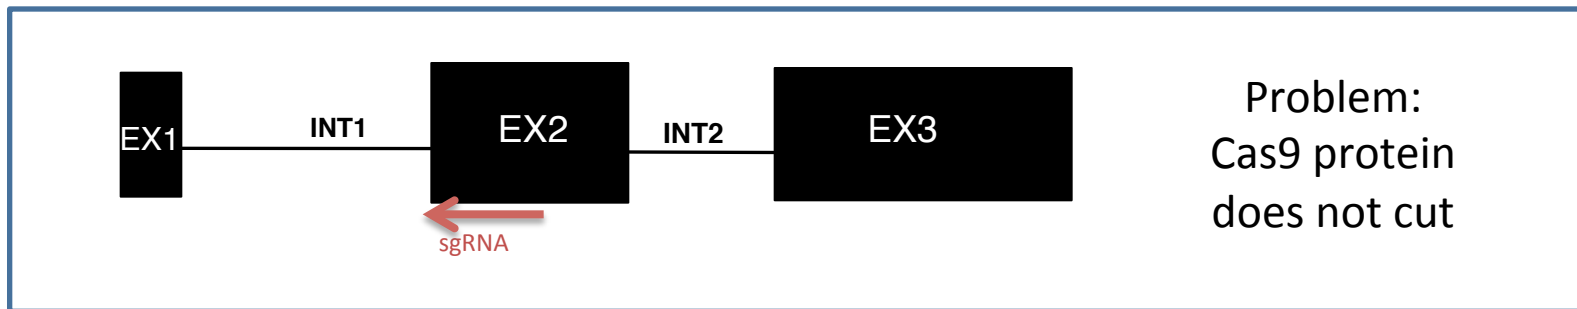 EX1
INT1
EX2
INT2
EX3
sgRNA
Problem:
Cas9 protein
does not cut